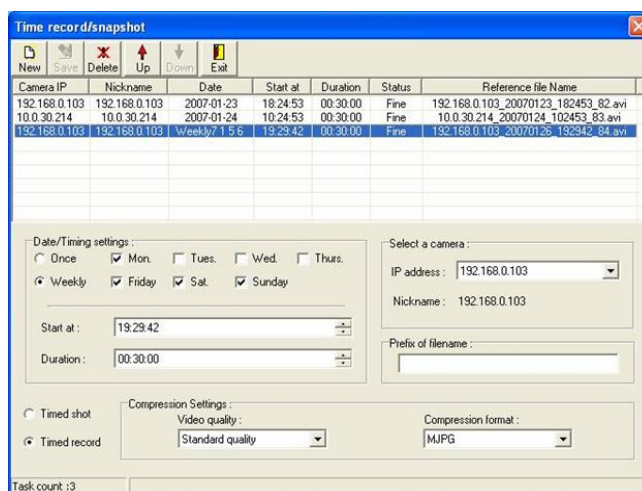 Time record/snapshot
New Save Delete Up Down Exit
Camera IP Nickname Date Start at Duration Status Reference file Name
192.168.0.103 192.168.0.103 2007-01-23 18:24:53 00:30:00 Fine 192.168.0.103_20070123_182453_82.avi
10.0.30.214 10.0.30.214 2007-01-24 10:24:53 00:30:00 Fine 10.0.30.214_20070124_102453_83.avi
192.168.0.103 192.168.0.103 Weekly7 1 5 6 19:29:42 00:30:00 Fine 192.168.0.103_20070126_192942_84.avi
Date/Timing settings :
Once Mon. Tues. Wed. Thurs.
Weekly Friday Sat. Sunday
Start at : 19:29:42
Duration : 00:30:00
Select a camera :
IP address : 192.168.0.103
Nickname : 192.168.0.103
Prefix of filename :
Timed shot
Timed record
Compression Settings :
Video quality : Compression format :
Standard quality MJPG
Task count :3